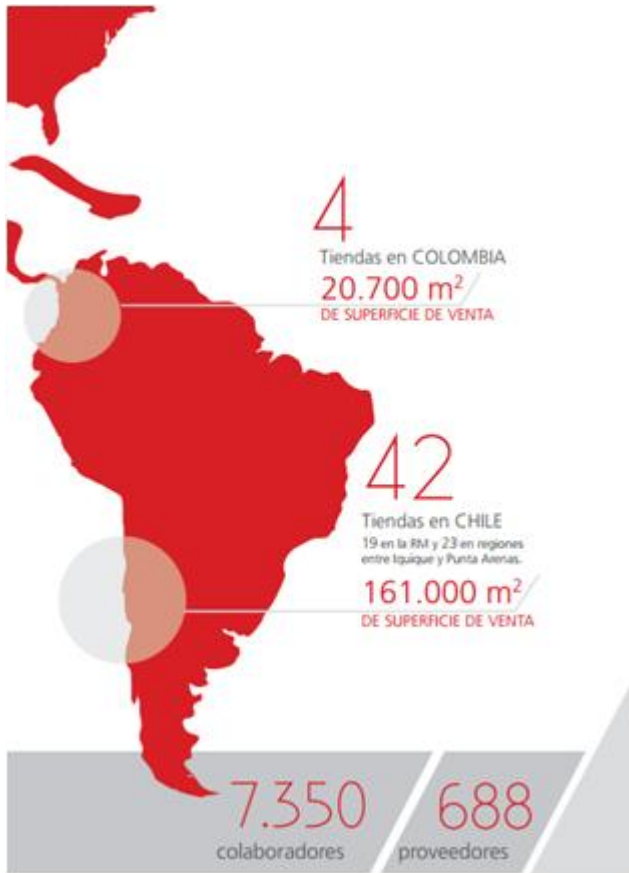 4
Tiendas en COLOMBIA
20.700 m²
DE SUPERFICIE DE VENTA
42
Tiendas en CHILE
19 en la RM y 23 en regiones
entre Iquique y Punta Arenas.
161.000 m²
DE SUPERFICIE DE VENTA
7.350
colaboradores
688
proveedores